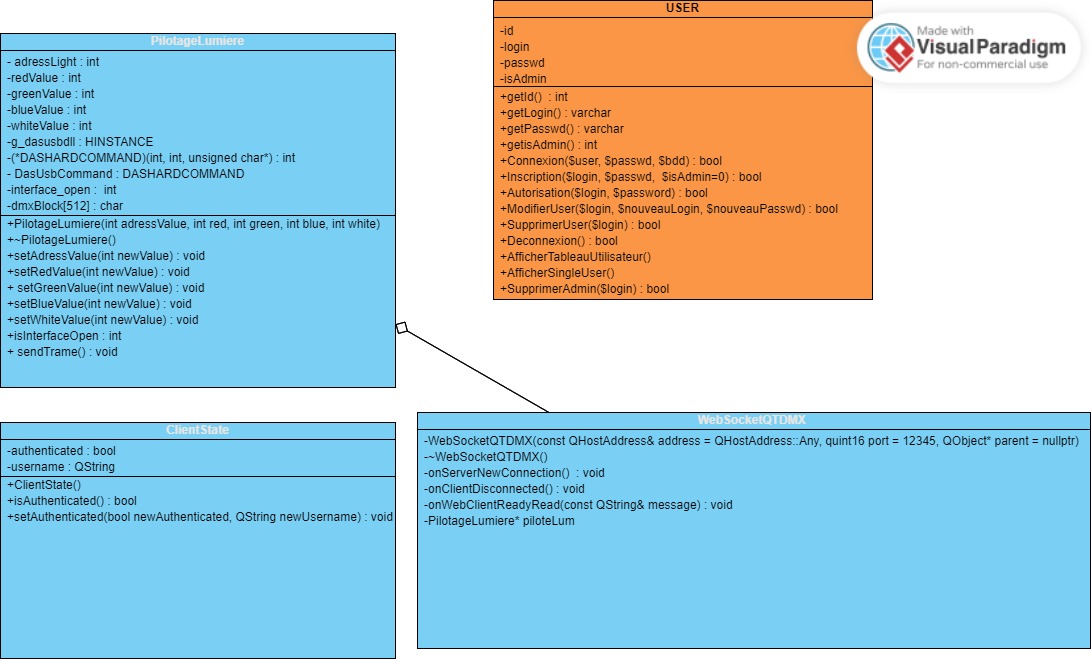 PilotageLumiere
- adressLight : int
-redValue : int
-greenValue : int
-blueValue : int
-whiteValue : int
-g_dasusbdll : HINSTANCE
-(*DASHARDCOMMAND)(int, int, unsigned char*) : int
- DasUsbCommand : DASHARDCOMMAND
-interface_open :  int
-dmxBlock[512] : char
+PilotageLumiere(int adressValue, int red, int green, int blue, int white)
+~PilotageLumiere()
+setAdressValue(int newValue) : void
+setRedValue(int newValue) : void
+ setGreenValue(int newValue) : void
+setBlueValue(int newValue) : void
+setWhiteValue(int newValue) : void
+isInterfaceOpen : int
+ sendTrame() : void
USER
-id
-login
-passwd
-isAdmin
+getId()  : int
+getLogin() : varchar
+getPasswd() : varchar
+getisAdmin() : int
+Connexion($user, $passwd, $bdd) : bool
+Inscription($login, $passwd,  $isAdmin=0) : bool
+Autorisation($login, $password) : bool
+ModifierUser($login, $nouveauLogin, $nouveauPasswd) : bool
+SupprimerUser($login) : bool
+Deconnexion() : bool
+AfficherTableauUtilisateur()
+AfficherSingleUser()
+SupprimerAdmin($login) : bool
Made with
Visual Paradigm
For non-commercial use
ClientState
-authenticated : bool
-username : QString
+ClientState()
+isAuthenticated() : bool
+setAuthenticated(bool newAuthenticated, QString newUsername) : void
WebSocketQTDMX
-WebSocketQTDMX(const QHostAddress& address = QHostAddress::Any, quint16 port = 12345, QObject* parent = nullptr)
-~WebSocketQTDMX()
-onServerNewConnection()  : void
-onClientDisconnected() : void
-onWebClientReadyRead(const QString& message) : void
-PilotageLumiere* piloteLum